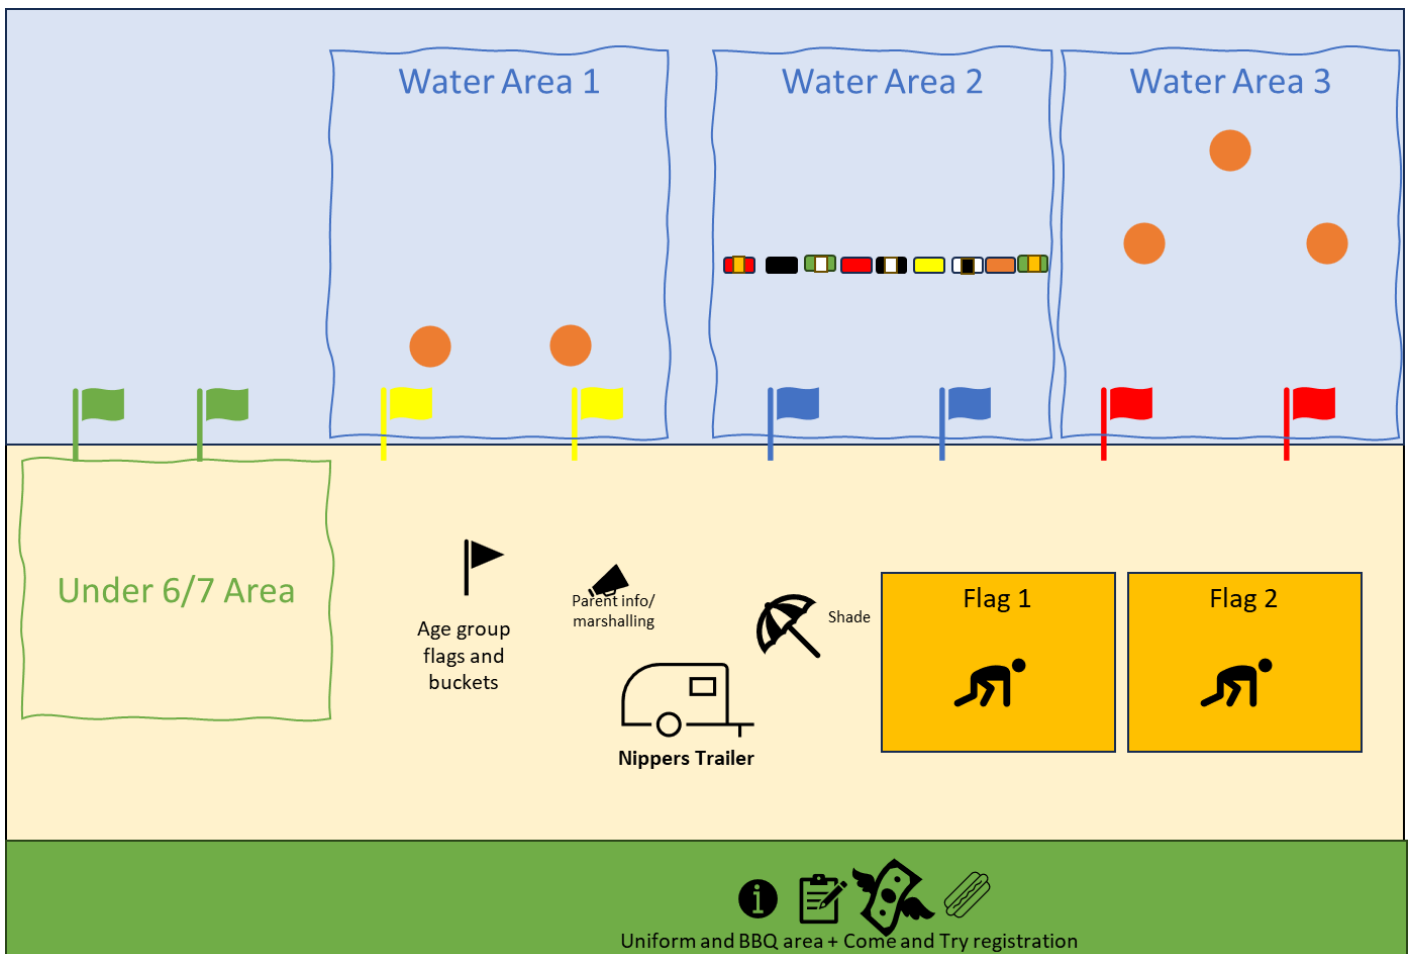 Water Area 1
Water Area 2
Water Area 3
Under 6/7 Area
Age group
flags and
buckets
Parent info/
marshalling
Shade
Nippers Trailer
Flag 1
Flag 2
Uniform and BBQ area + Come and Try registration